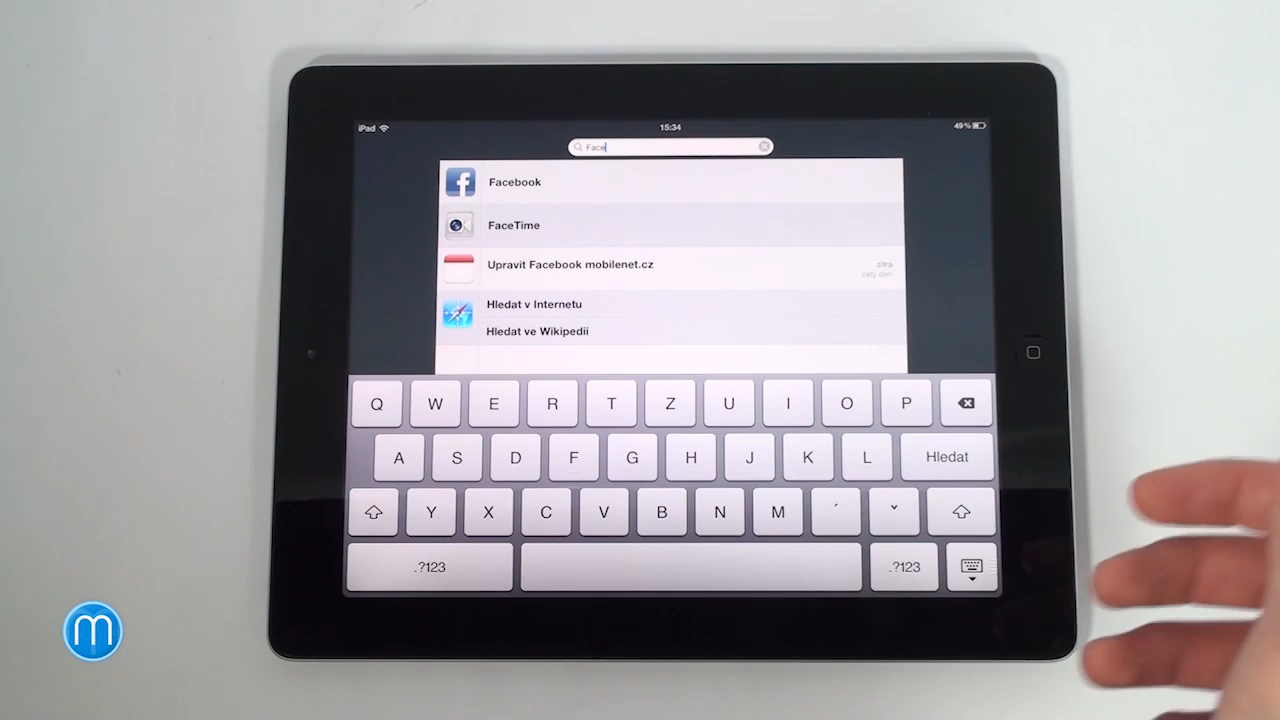 iPad
15:34
49%
Face
Facebook
FaceTime
Upravit Facebook mobilenet.cz
zítra
celý den
Hledat v Internetu
Hledat ve Wikipedii
Q W E R T Z U I O P
A S D F G H J K L Hledat
Y X C V B N M ´ ˇ
.?123 .?123
m